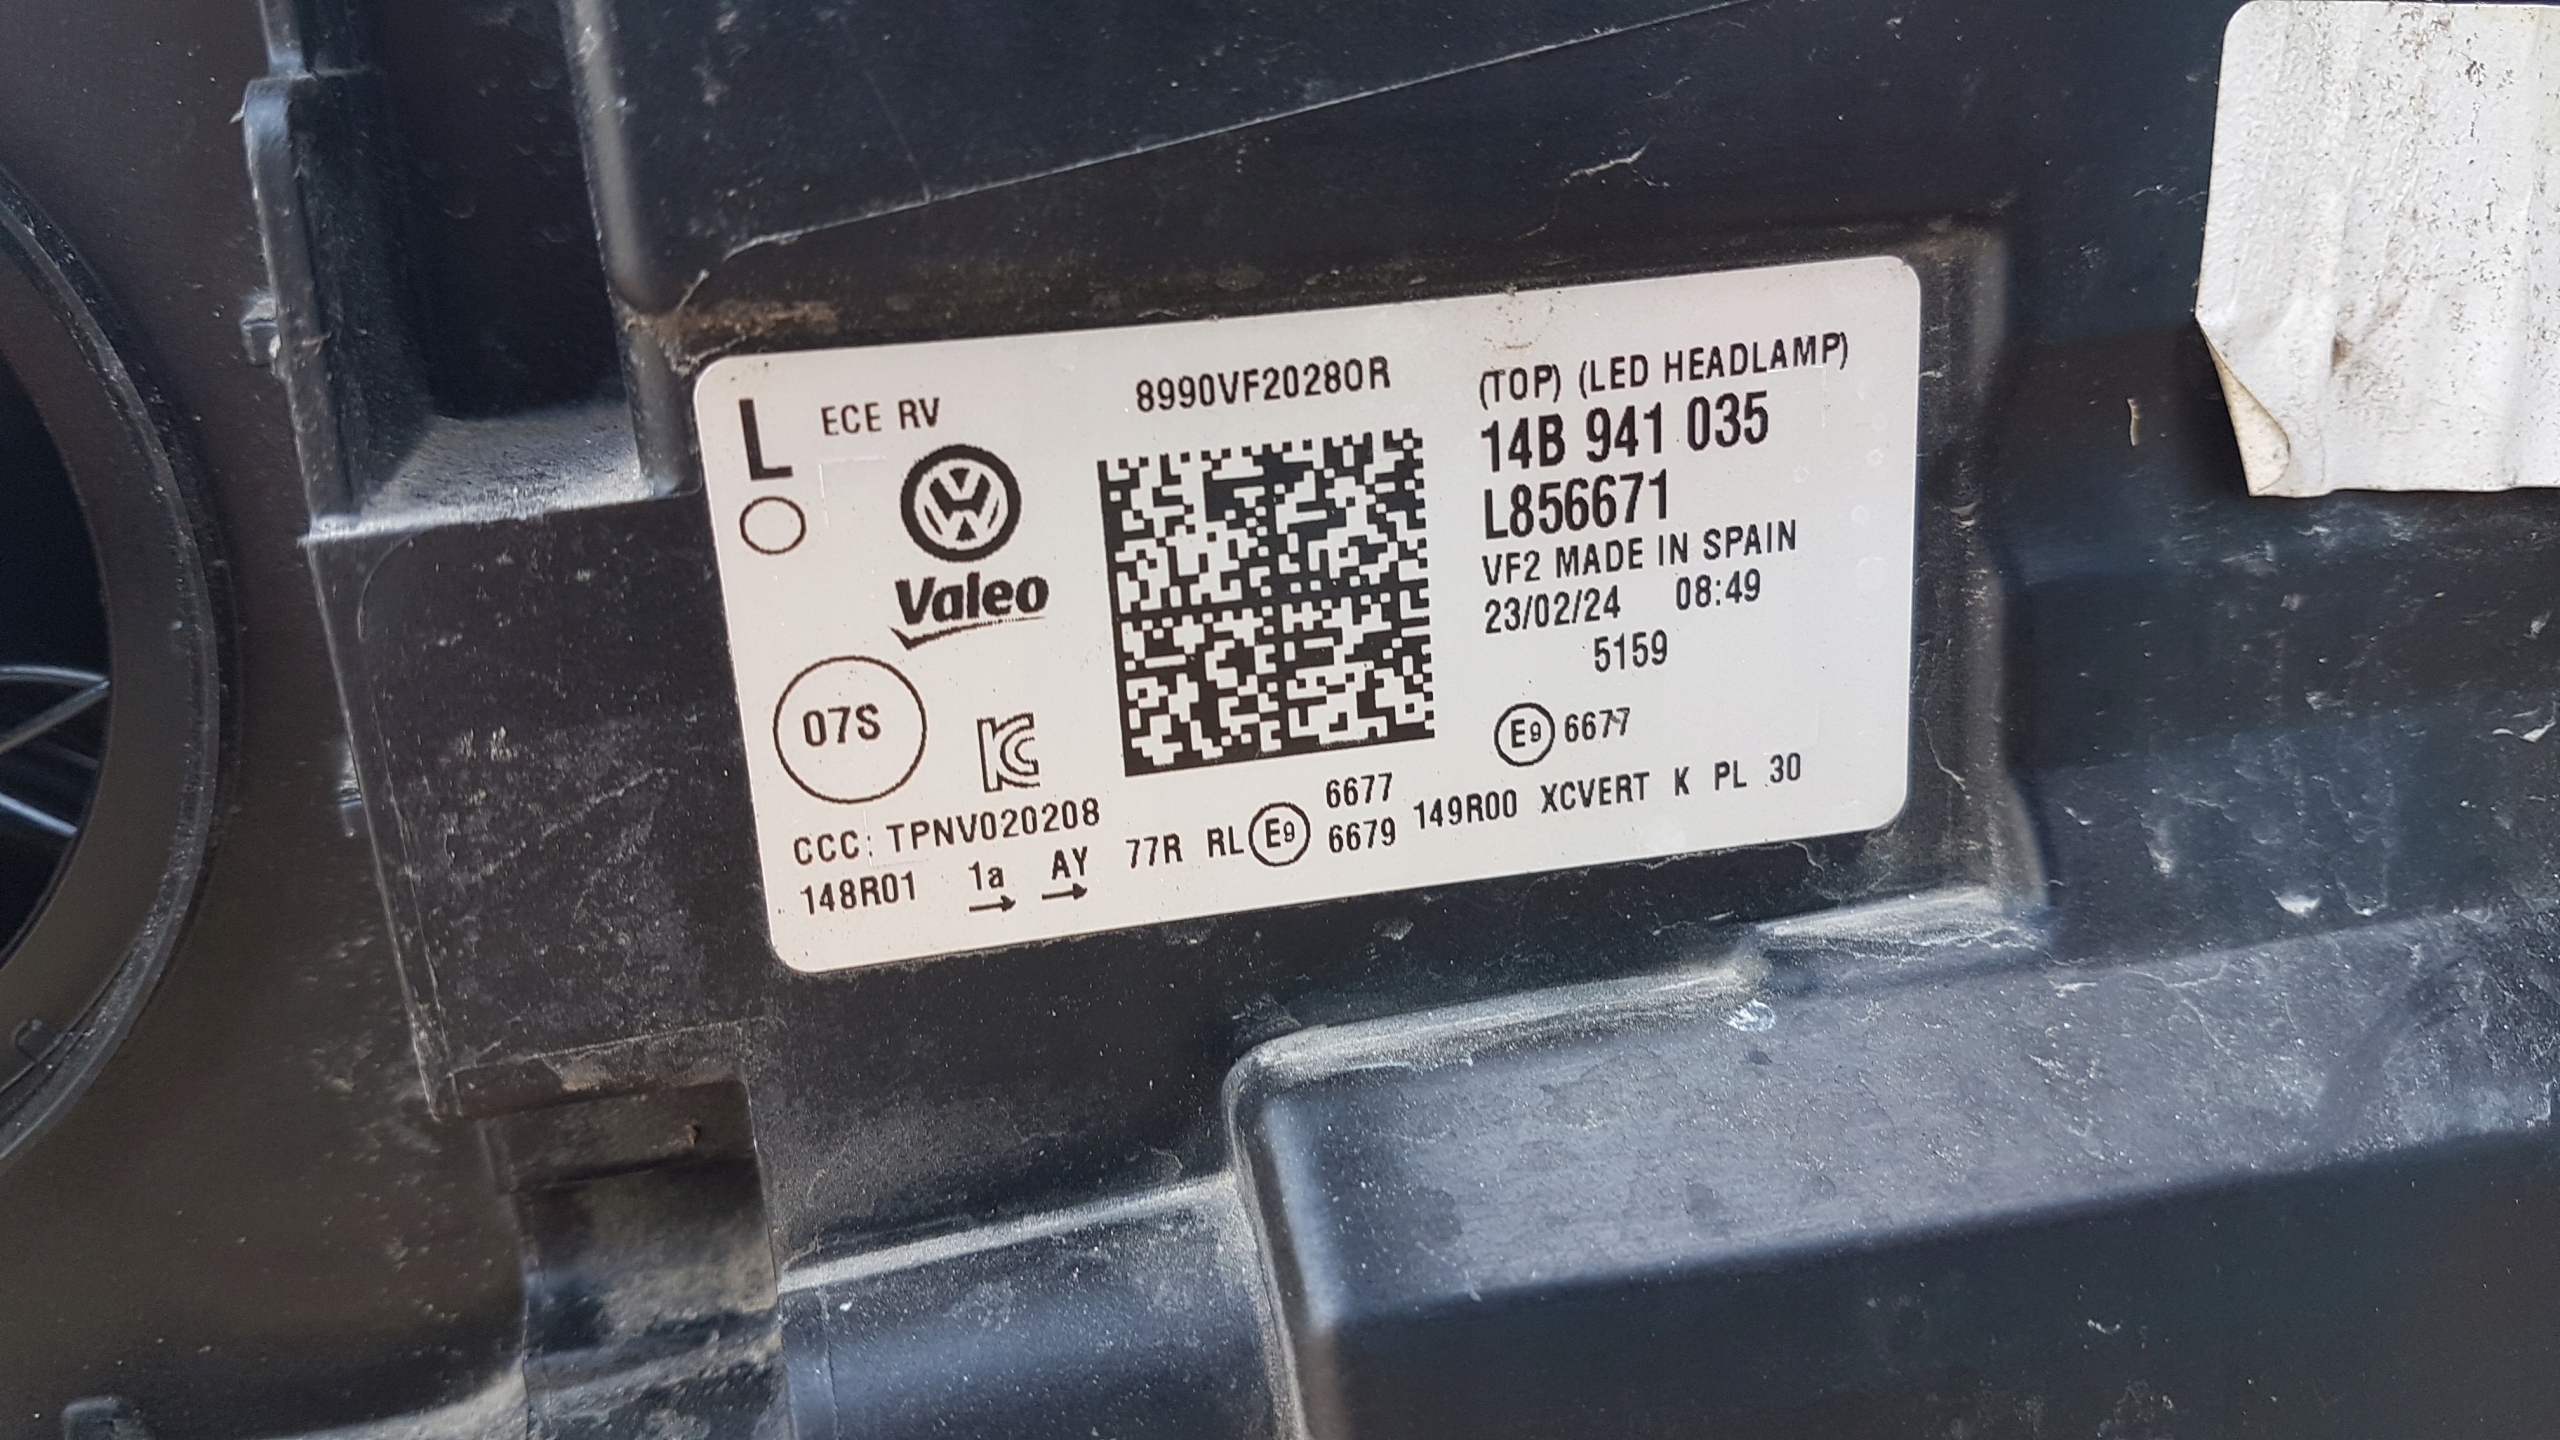 L ECE RV
8990VF20280R
(TOP) (LED HEADLAMP)
14B 941 035
L856671
VF2 MADE IN SPAIN
23/02/24 08:49
5159
Valeo
07S
E9 6677
CCC: TPNV020208
148R01 1a AY 77R RL E9 6677 6679 149R00 XCVERT K PL 30